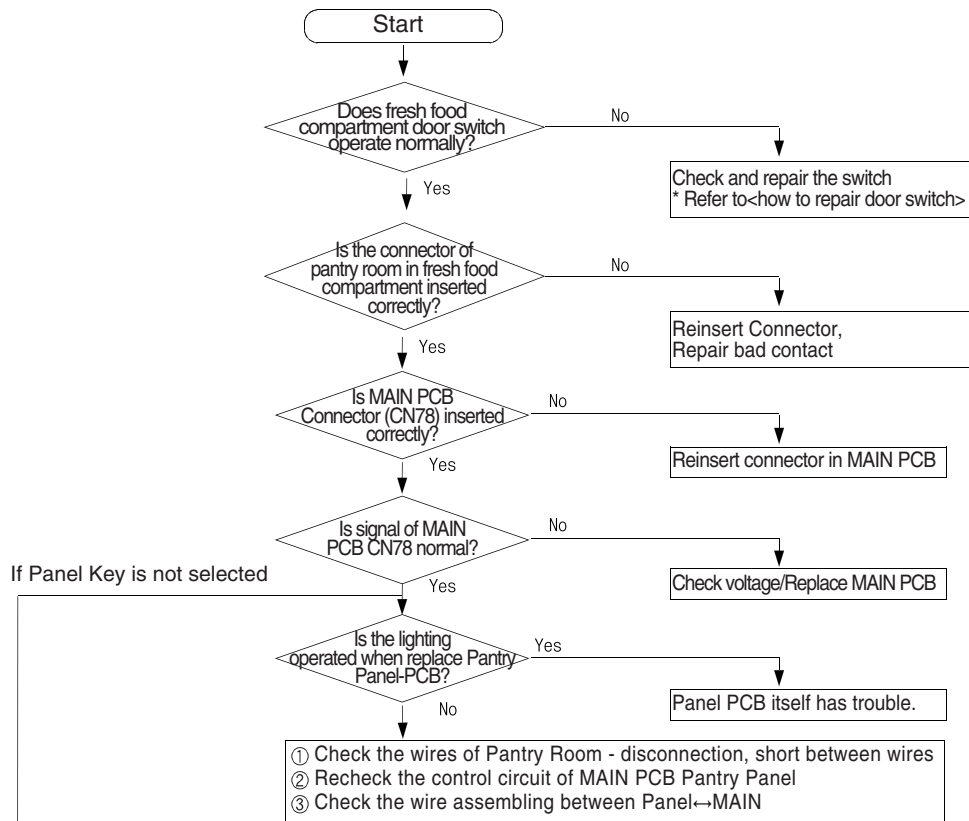 Start
Does fresh food
compartment door switch
operate normally?
No
Check and repair the switch
* Refer to<how to repair door switch>
Yes
Is the connector of
pantry room in fresh food
compartment inserted
correctly?
No
Reinsert Connector,
Repair bad contact
Yes
Is MAIN PCB
Connector (CN78) inserted
correctly?
No
Reinsert connector in MAIN PCB
Yes
Is signal of MAIN
PCB CN78 normal?
No
Check voltage/Replace MAIN PCB
If Panel Key is not selected
Yes
Is the lighting
operated when replace Pantry
Panel-PCB?
Yes
Panel PCB itself has trouble.
No
① Check the wires of Pantry Room - disconnection, short between wires
② Recheck the control circuit of MAIN PCB Pantry Panel
③ Check the wire assembling between Panel↔MAIN